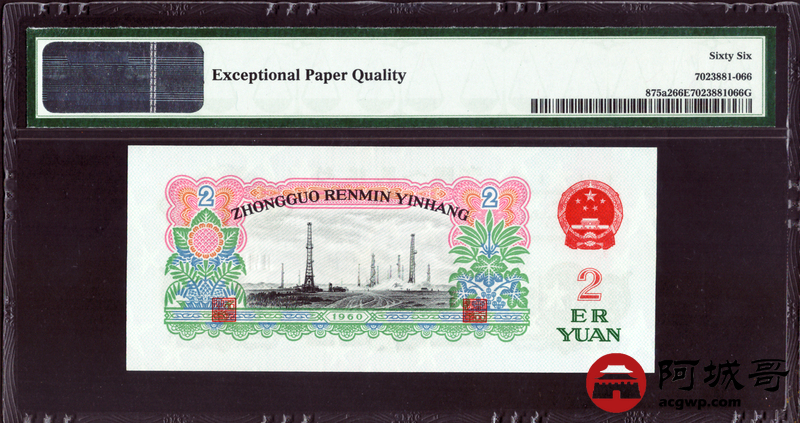 Exceptional Paper Quality
Sixty Six
7023881-066
875a266E7023881066G
2
2
ZHONGGUO RENMIN YINHANG
1960
2
ER
YUAN
阿城哥
acgwp.com